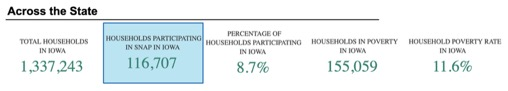 Across the State
TOTAL HOUSEHOLDS
IN IOWA
1,337,243
HOUSEHOLDS PARTICIPATING
IN SNAP IN IOWA
116,707
PERCENTAGE OF
HOUSEHOLDS PARTICIPATING
IN IOWA
8.7%
HOUSEHOLDS IN POVERTY
IN IOWA
155,059
HOUSEHOLD POVERTY RATE
IN IOWA
11.6%